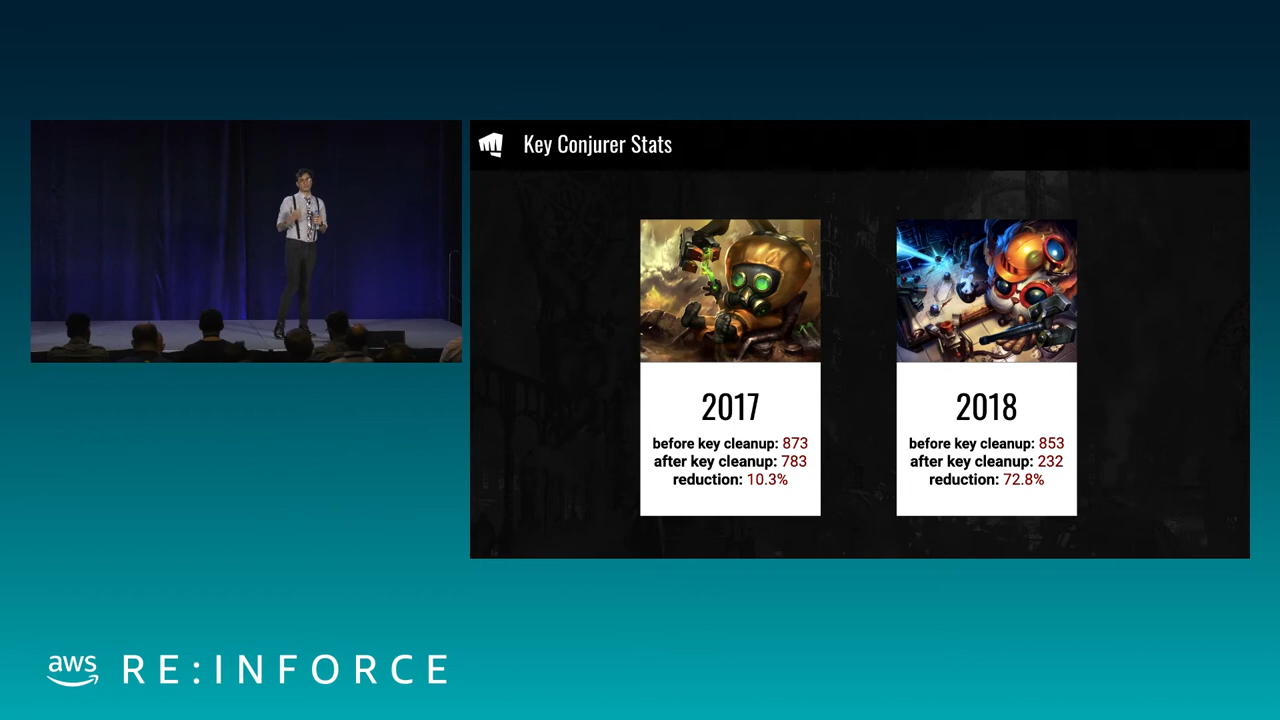 Key Conjurer Stats
2017
before key cleanup: 873
after key cleanup: 783
reduction: 10.3%
2018
before key cleanup: 853
after key cleanup: 232
reduction: 72.8%
aws RE:INFORCE